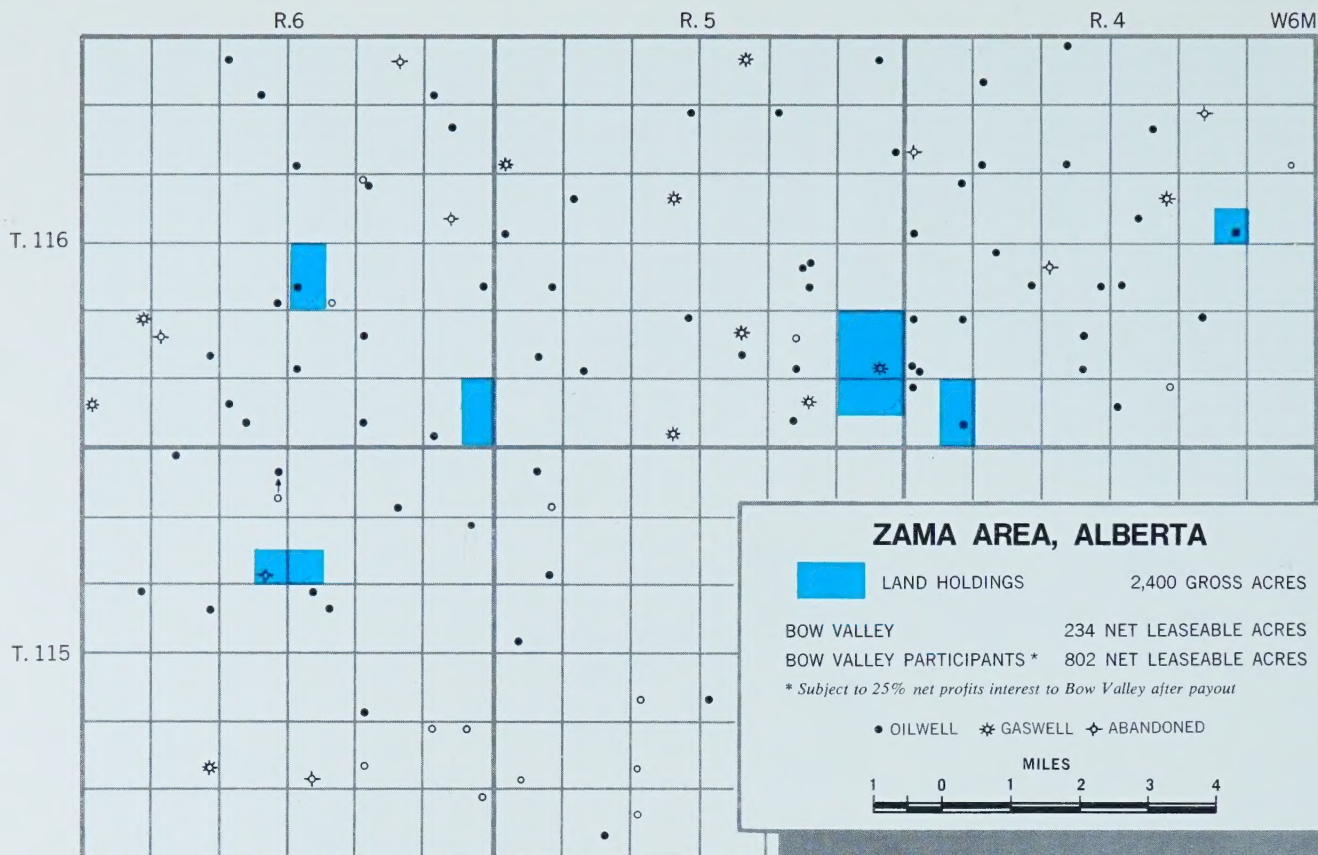 R.6 R. 5 R. 4 W6M
T. 116
T. 115
ZAMA AREA, ALBERTA
LAND HOLDINGS 2,400 GROSS ACRES
BOW VALLEY 234 NET LEASEABLE ACRES
BOW VALLEY PARTICIPANTS * 802 NET LEASEABLE ACRES
* Subject to 25% net profits interest to Bow Valley after payout
OILWELL GASWELL ABANDONED
MILES
1 0 1 2 3 4